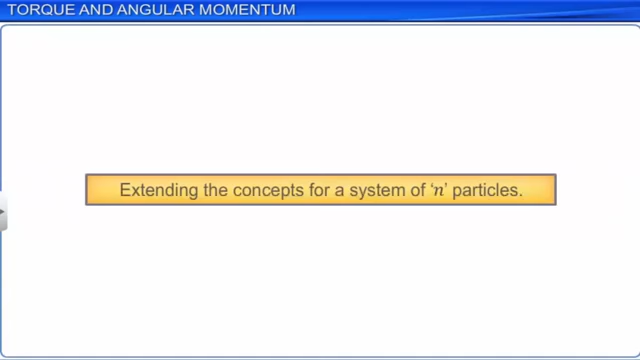 TORQUE AND ANGULAR MOMENTUM
Extending the concepts for a system of ‘n’ particles.